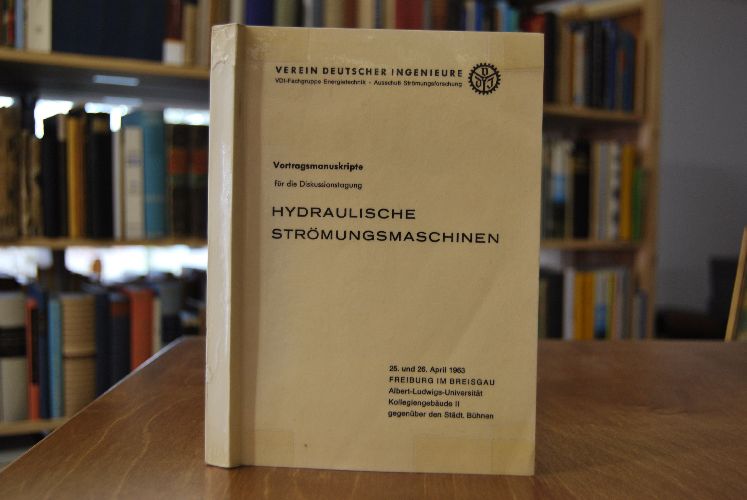 VEREIN DEUTSCHER INGENIEURE
VDI
VDI-Fachgruppe Energietechnik - Ausschuß Strömungsforschung
Vortragsmanuskripte
für die Diskussionstagung
HYDRAULISCHE
STRÖMUNGSMASCHINEN
25. und 26. April 1963
FREIBURG IM BREISGAU
Albert-Ludwigs-Universität
Kollegiengebäude II
gegenüber den Städt. Bühnen